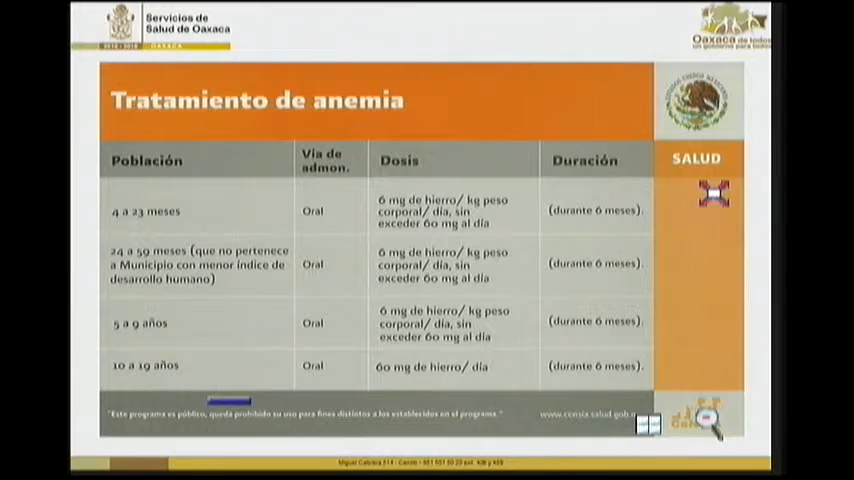 Servicios de
Salud de Oaxaca
OAXACA
Oaxaca de todos
un gobierno para todos
Tratamiento de anemia
Población
Via de
admon.
Dosis
Duración
SALUD
4 a 23 meses
Oral
6 mg de hierro/ kg peso
corporal/ día, sin
exceder 60 mg al día
(durante 6 meses).
24 a 59 meses (que no pertenece
a Municipio con menor índice de
desarrollo humano)
Oral
6 mg de hierro/ kg peso
corporal/ día, sin
exceder 60 mg al día
(durante 6 meses).
5 a 9 años
Oral
6 mg de hierro/ kg peso
corporal/ día, sin
exceder 60 mg al día
(durante 6 meses).
10 a 19 años
Oral
60 mg de hierro/ día
(durante 6 meses).
"Este programa es público, queda prohibido su uso para fines distintos a los establecidos en el programa."
www.censia.salud.gob.